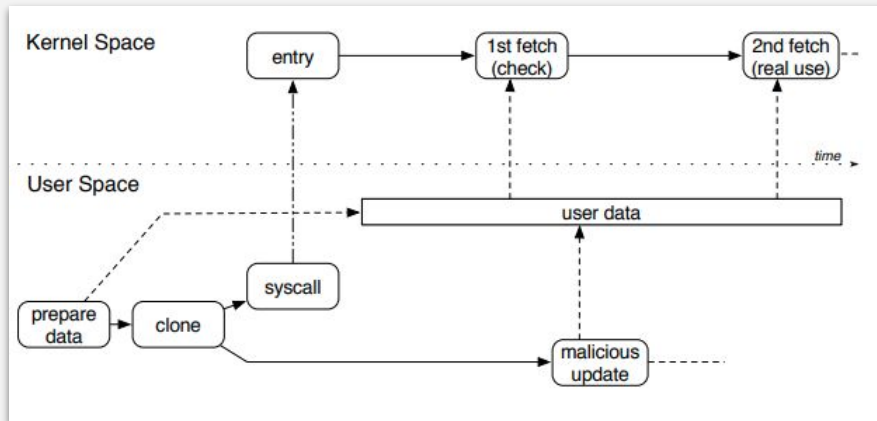 Kernel Space
entry
1st fetch
(check)
2nd fetch
(real use)
time
User Space
user data
syscall
prepare
data
clone
malicious
update